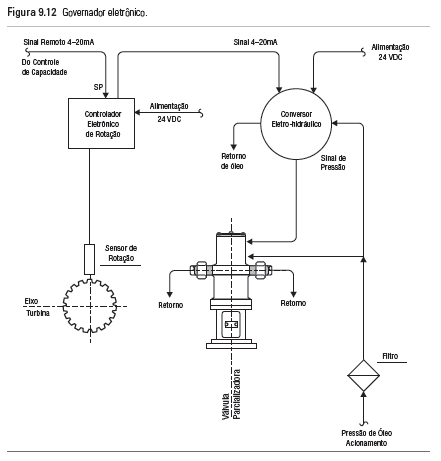 Figura 9.12 Governador eletrônico.
Sinal Remoto 4–20mA
Do Controle
de Capacidade
SP
Sinal 4–20mA
Alimentação
24 VDC
Controlador
Eletrônico
de Rotação
Alimentação
24 VDC
Conversor
Eletro-hidráulico
Retorno
de óleo
Sinal de
Pressão
Sensor de
Rotação
Eixo
Turbina
Retorno
Retorno
Válvula
Parcializadora
Filtro
Pressão de Óleo
Acionamento